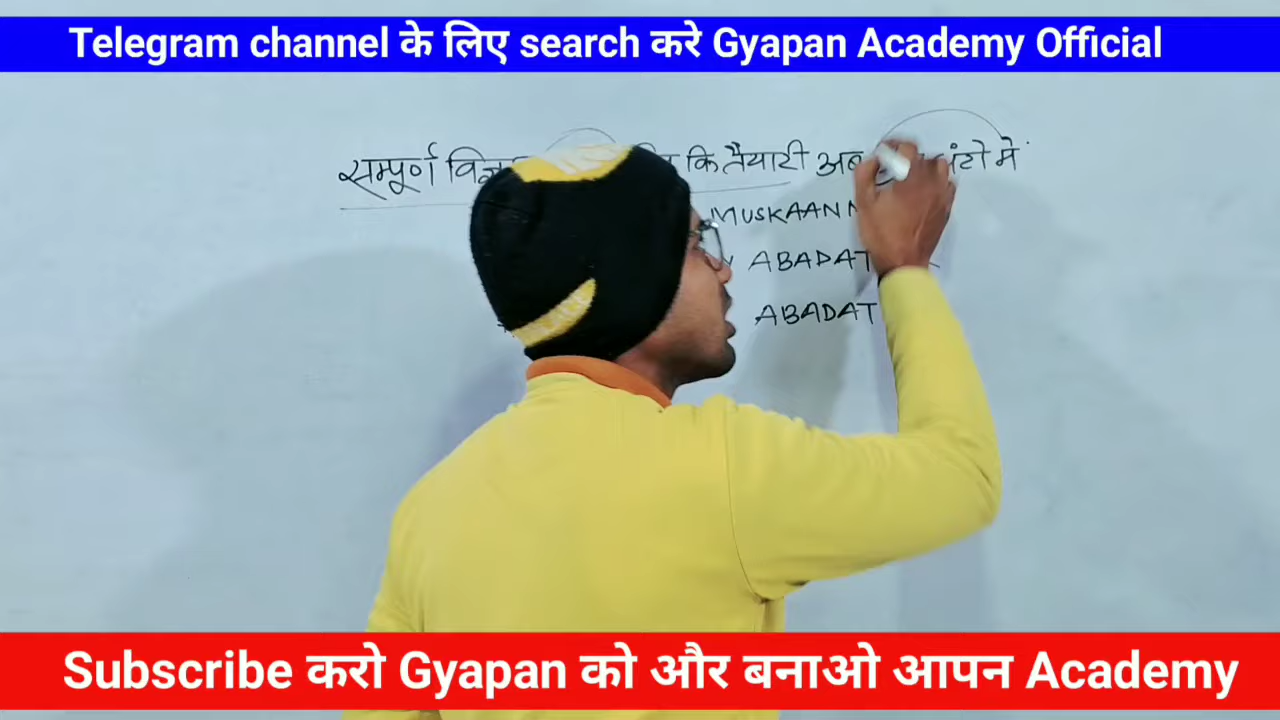 Telegram channel के लिए search करे Gyapan Academy Official
सम्पूर्ण कि तैयारी अब घंटो में
MUSKAAN
ABADAT
ABADAT
Subscribe करो Gyapan को और बनाओ आपन Academy